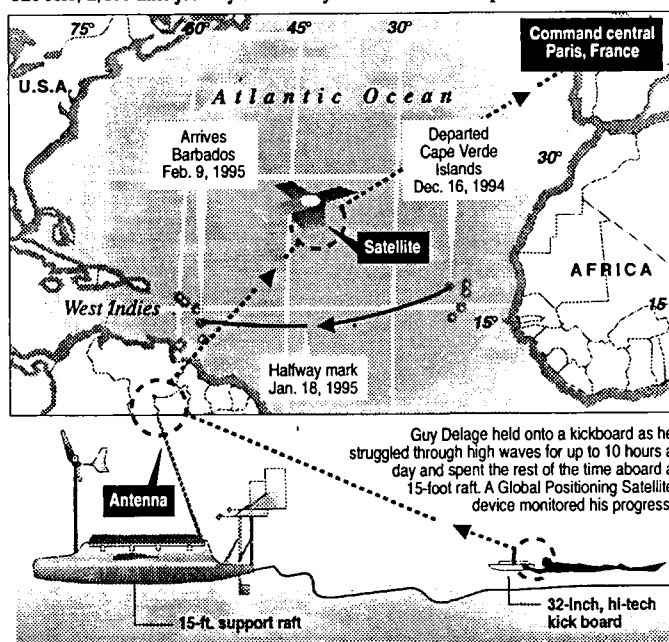 75°
60°
45°
30°
Command central
Paris, France
U.S.A.
Atlantic Ocean
Arrives
Barbados
Feb. 9, 1995
Departed
Cape Verde
Islands
Dec. 16, 1994
30°
Satellite
AFRICA
West Indies
15°
15
Halfway mark
Jan. 18, 1995
Guy Delage held onto a kickboard as he
struggled through high waves for up to 10 hours a
day and spent the rest of the time aboard a
15-foot raft. A Global Positioning Satellite
device monitored his progress
Antenna
15-ft. support raft
32-inch, hi-tech
kick board